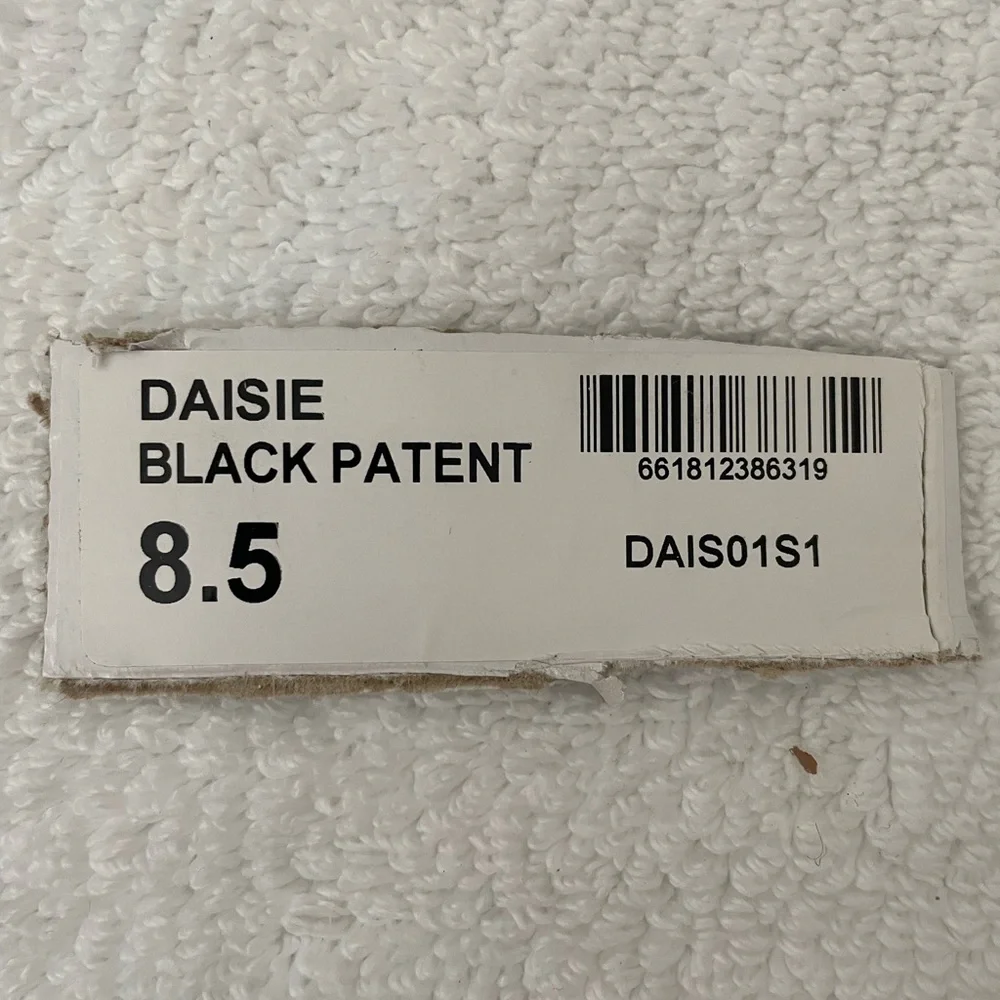 DAISIE
BLACK PATENT
8.5
661812386319
DAIS01S1